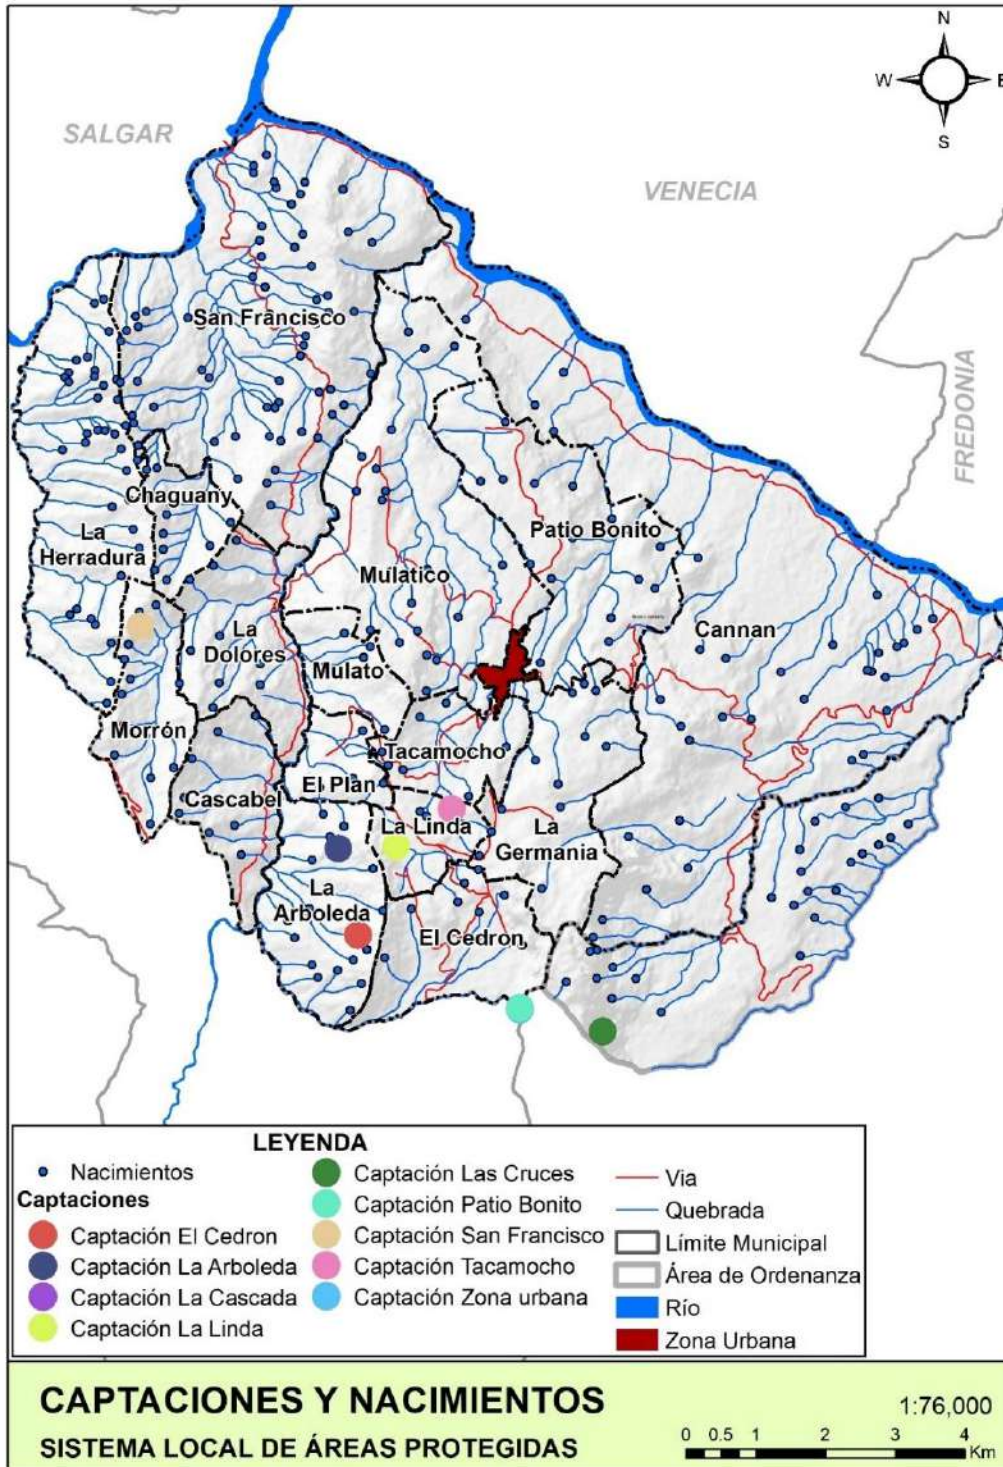 N
W
E
S
SALGAR
VENECIA
FREDONIA
San Francisco
Chaguany
La
Herradura
Patio Bonito
Mulatico
Cannan
La
Dolores
Mulato
Morrón
Tacamocho
El Plan
Cascabel
La Linda
La
Germania
La
Arboleda
El Cedron
LEYENDA
Nacimientos
Captaciones
Captación El Cedron
Captación La Arboleda
Captación La Cascada
Captación La Linda
Captación Las Cruces
Captación Patio Bonito
Captación San Francisco
Captación Tacamocho
Captación Zona urbana
Via
Quebrada
Límite Municipal
Área de Ordenanza
Río
Zona Urbana
CAPTACIONES Y NACIMIENTOS
SISTEMA LOCAL DE ÁREAS PROTEGIDAS
1:76,000
0 0.5 1 2 3 4
Km